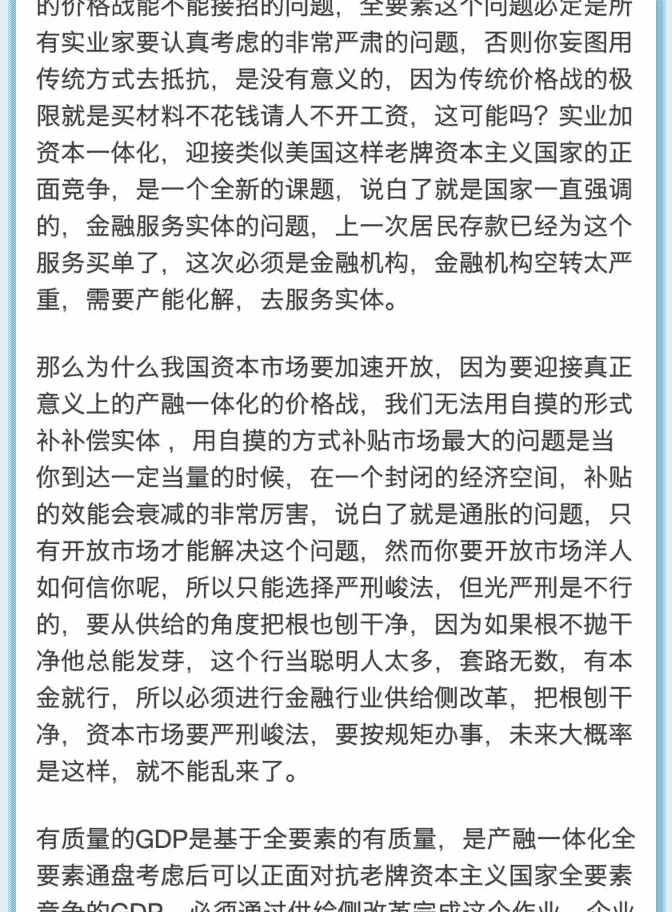 的价格战能不能接招的问题，全要素这个问题必定是所
有实业家要认真考虑的非常严肃的问题，否则你妄图用
传统方式去抵抗，是没有意义的，因为传统价格战的极
限就是买材料不花钱请人不开工资，这可能吗？实业加
资本一体化，迎接类似美国这样老牌资本主义国家的正
面竞争，是一个全新的课题，说白了就是国家一直强调
的，金融服务实体的问题，上一次居民存款已经为这个
服务买单了，这次必须是金融机构，金融机构空转太严
重，需要产能化解，去服务实体。
那么为什么我国资本市场要加速开放，因为要迎接真正
意义上的产融一体化的价格战，我们无法用自摸的形式
补补偿实体，用自摸的方式补贴市场最大的问题是当
你到达一定当量的时候，在一个封闭的经济空间，补贴
的效能会衰减的非常厉害，说白了就是通胀的问题，只
有开放市场才能解决这个问题，然而你要开放市场洋人
如何信你呢，所以只能选择严刑峻法，但光严刑是不行
的，要从供给的角度把根也刨干净，因为如果根不抛干
净他总能发芽，这个行当聪明人太多，套路无数，有本
金就行，所以必须进行金融行业供给侧改革，把根刨干
净，资本市场要严刑峻法，要按规矩办事，未来大概率
是这样，就不能乱来了。
有质量的GDP是基于全要素的有质量，是产融一体化全
要素通盘考虑后可以正面对抗老牌资本主义国家全要素
竞争的GDP，必须通过供给侧改革完成这个作业，企业